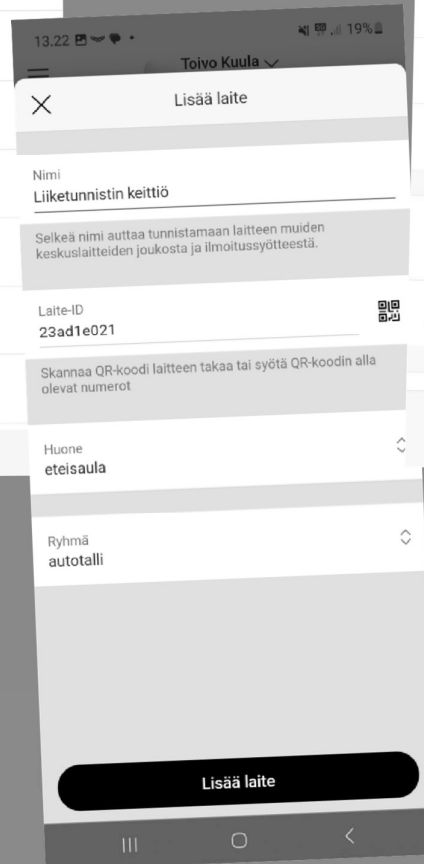 13.22
19%
Toivo Kuula
Lisää laite
Nimi
Liiketunnistin keittiö
Selkeä nimi auttaa tunnistamaan laitteen muiden
keskuslaitteiden joukosta ja ilmoitussyötteestä.
Laite-ID
23ad1e021
Skannaa QR-koodi laitteen takaa tai syötä QR-koodin alla
olevat numerot
Huone
eteisaula
Ryhmä
autotalli
Lisää laite